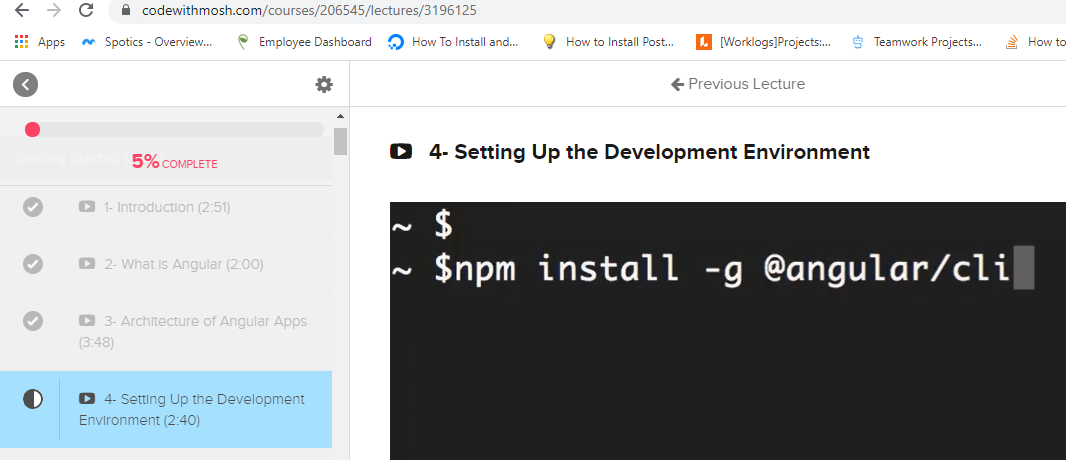 codewithmosh.com/courses/206545/lectures/3196125
Apps
Spotics - Overview...
Employee Dashboard
How To Install and...
How to Install Post...
[Worklogs]Projects:...
Teamwork Projects...
How to
Previous Lecture
5% COMPLETE
1- Introduction (2:51)
2- What is Angular (2:00)
3- Architecture of Angular Apps
(3:48)
4- Setting Up the Development
Environment (2:40)
4- Setting Up the Development Environment
~ $
~ $npm install -g @angular/cli